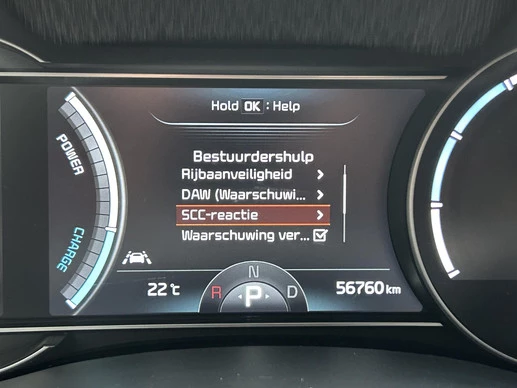 Hold OK : Help
Bestuurdershulp
Rijbaanveiligheid
DAW (Waarschuwi...
SCC-reactie
Waarschuwing ver...
POWER
CHARGE
22 °C
N
R P D
56760 km